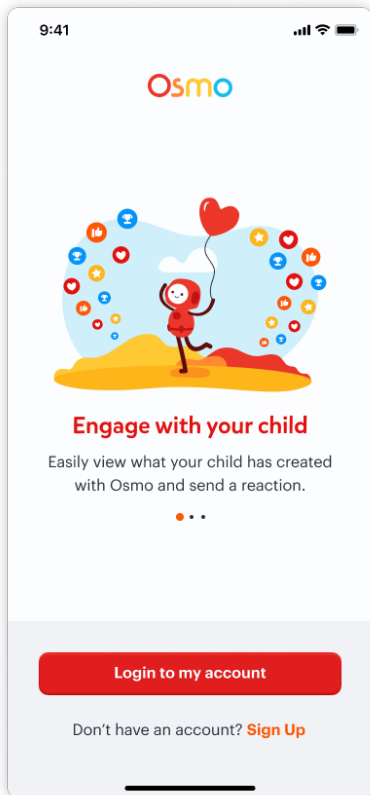 9:41
Osmo
Engage with your child
Easily view what your child has created
with Osmo and send a reaction.
Login to my account
Don't have an account? Sign Up